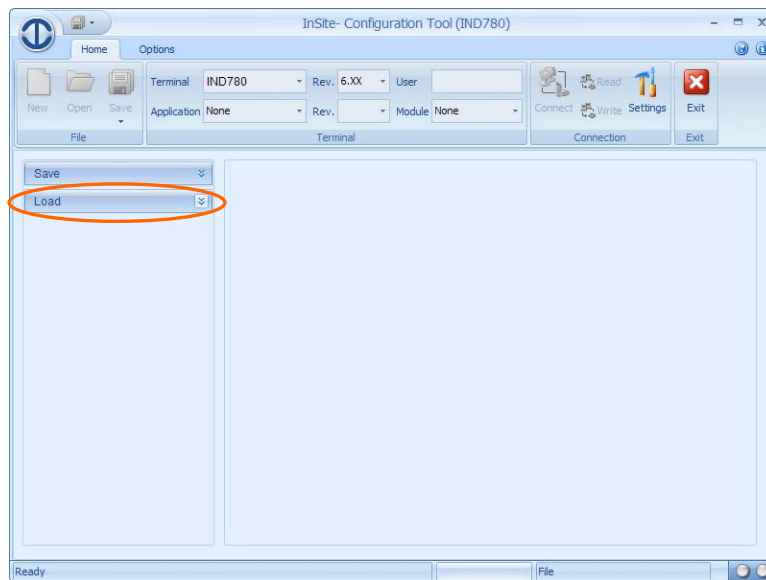 InSite- Configuration Tool (IND780)
Home Options
Terminal IND780 Rev. 6.XX User
New Open Save Application None Rev. Module None
Connect Read Write Settings Exit
File Terminal Connection Exit
Save
Load
Ready File